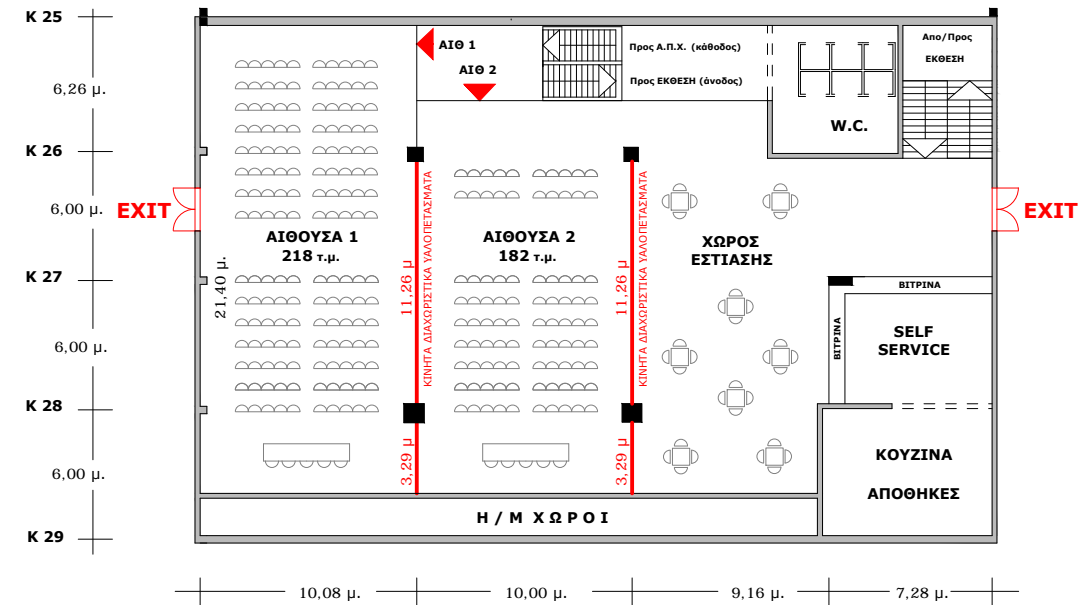 K 25
6,26 μ.
K 26
6,00 μ.
K 27
6,00 μ.
K 28
6,00 μ.
K 29
ΑΙΘ 1
ΑΙΘ 2
Προς Α.Π.Χ. (κάθοδος)
Προς ΕΚΘΕΣΗ (άνοδος)
W.C.
Απο/Προς
ΕΚΘΕΣΗ
EXIT
ΑΙΘΟΥΣΑ 1
218 τ.μ.
21,40 μ.
11,26 μ
ΚΙΝΗΤΑ ΔΙΑΧΩΡΙΣΤΙΚΑ ΥΑΛΟΠΕΤΑΣΜΑΤΑ
3,29 μ
ΑΙΘΟΥΣΑ 2
182 τ.μ.
11,26 μ
ΚΙΝΗΤΑ ΔΙΑΧΩΡΙΣΤΙΚΑ ΥΑΛΟΠΕΤΑΣΜΑΤΑ
3,29 μ
ΧΩΡΟΣ
ΕΣΤΙΑΣΗΣ
EXIT
ΒΙΤΡΙΝΑ
ΒΙΤΡΙΝΑ
SELF
SERVICE
ΚΟΥΖΙΝΑ
ΑΠΟΘΗΚΕΣ
Η / Μ Χ Ω Ρ Ο Ι
10,08 μ.
10,00 μ.
9,16 μ.
7,28 μ.